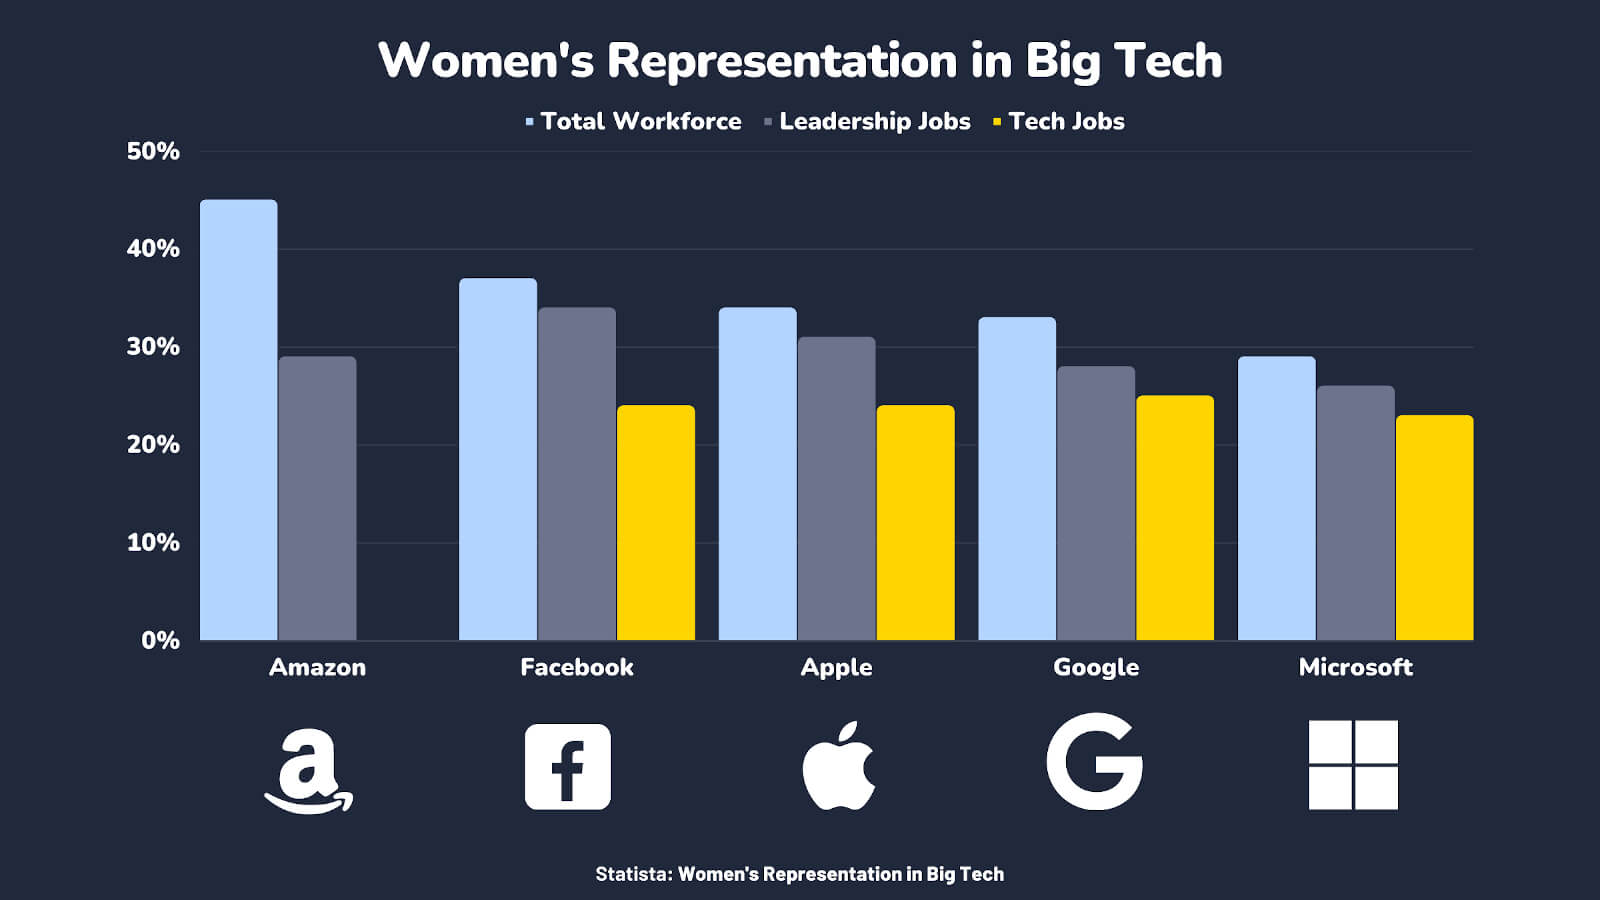 Women's Representation in Big Tech
Total Workforce Leadership Jobs Tech Jobs
50%
40%
30%
20%
10%
0%
Amazon Facebook Apple Google Microsoft
a f G
Statista: Women's Representation in Big Tech